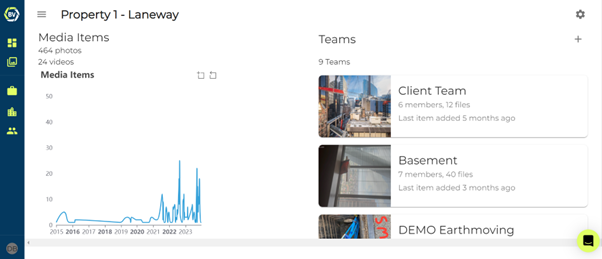 BV
Property 1 - Laneway
Media Items
464 photos
24 videos
Media Items
50
40
30
20
10
0
2015 2016 2017 2018 2019 2020 2021 2022 2023
Teams
9 Teams
Client Team
6 members, 12 files
Last item added 5 months ago
Basement
7 members, 40 files
Last item added 3 months ago
DEMO Earthmoving